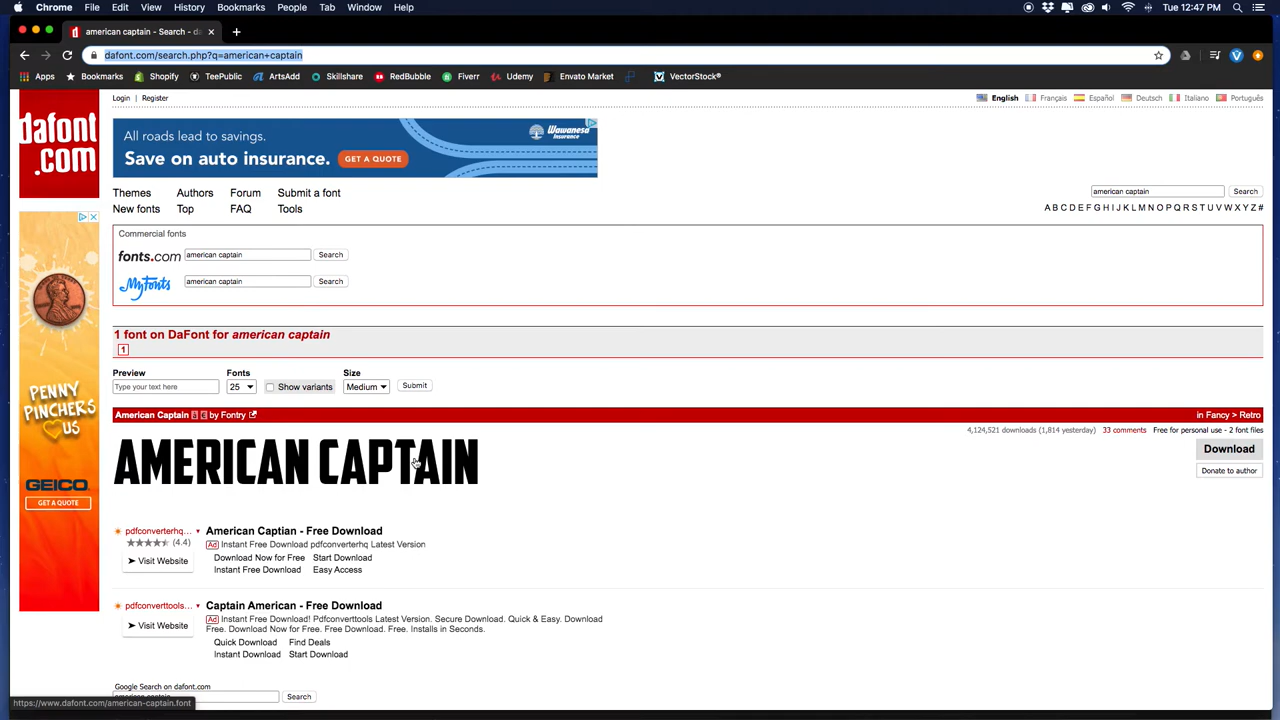 Chrome File Edit View History Bookmarks People Tab Window Help Tue 12:47 PM
american captain - Search - da
dafont.com/search.php?q=american+captain
Apps Bookmarks Shopify TeePublic ArtsAdd Skillshare RedBubble Fiverr Udemy Envato Market VectorStock®
Login | Register
English Français Español Deutsch Italiano Português
dafont
.com
All roads lead to savings.
Save on auto insurance. GET A QUOTE
Wawanesa
Insurance
Themes Authors Forum Submit a font
New fonts Top FAQ Tools
american captain Search
A B C D E F G H I J K L M N O P Q R S T U V W X Y Z #
Commercial fonts
fonts.com american captain Search
MyFonts american captain Search
1 font on DaFont for american captain
1
Preview Fonts Size
Type your text here 25 Show variants Medium Submit
American Captain by Fontry in Fancy > Retro
4,124,521 downloads (1,814 yesterday) 33 comments Free for personal use - 2 font files
AMERICAN CAPTAIN
Download
Donate to author
PENNY
PINCHERS
US
GEICO
GET A QUOTE
pdfconverterhq... American Captian - Free Download
(4.4) Ad Instant Free Download pdfconverterhq Latest Version
Visit Website Download Now for Free Start Download
Instant Free Download Easy Access
pdfconverttools... Captain American - Free Download
Ad Instant Free Download! Pdfconverttools Latest Version. Secure Download. Quick & Easy. Download
Visit Website Free. Download Now for Free. Free Download. Free. Installs in Seconds.
Quick Download Find Deals
Instant Download Start Download
Google Search on dafont.com
american captain Search
https://www.dafont.com/american-captain.font